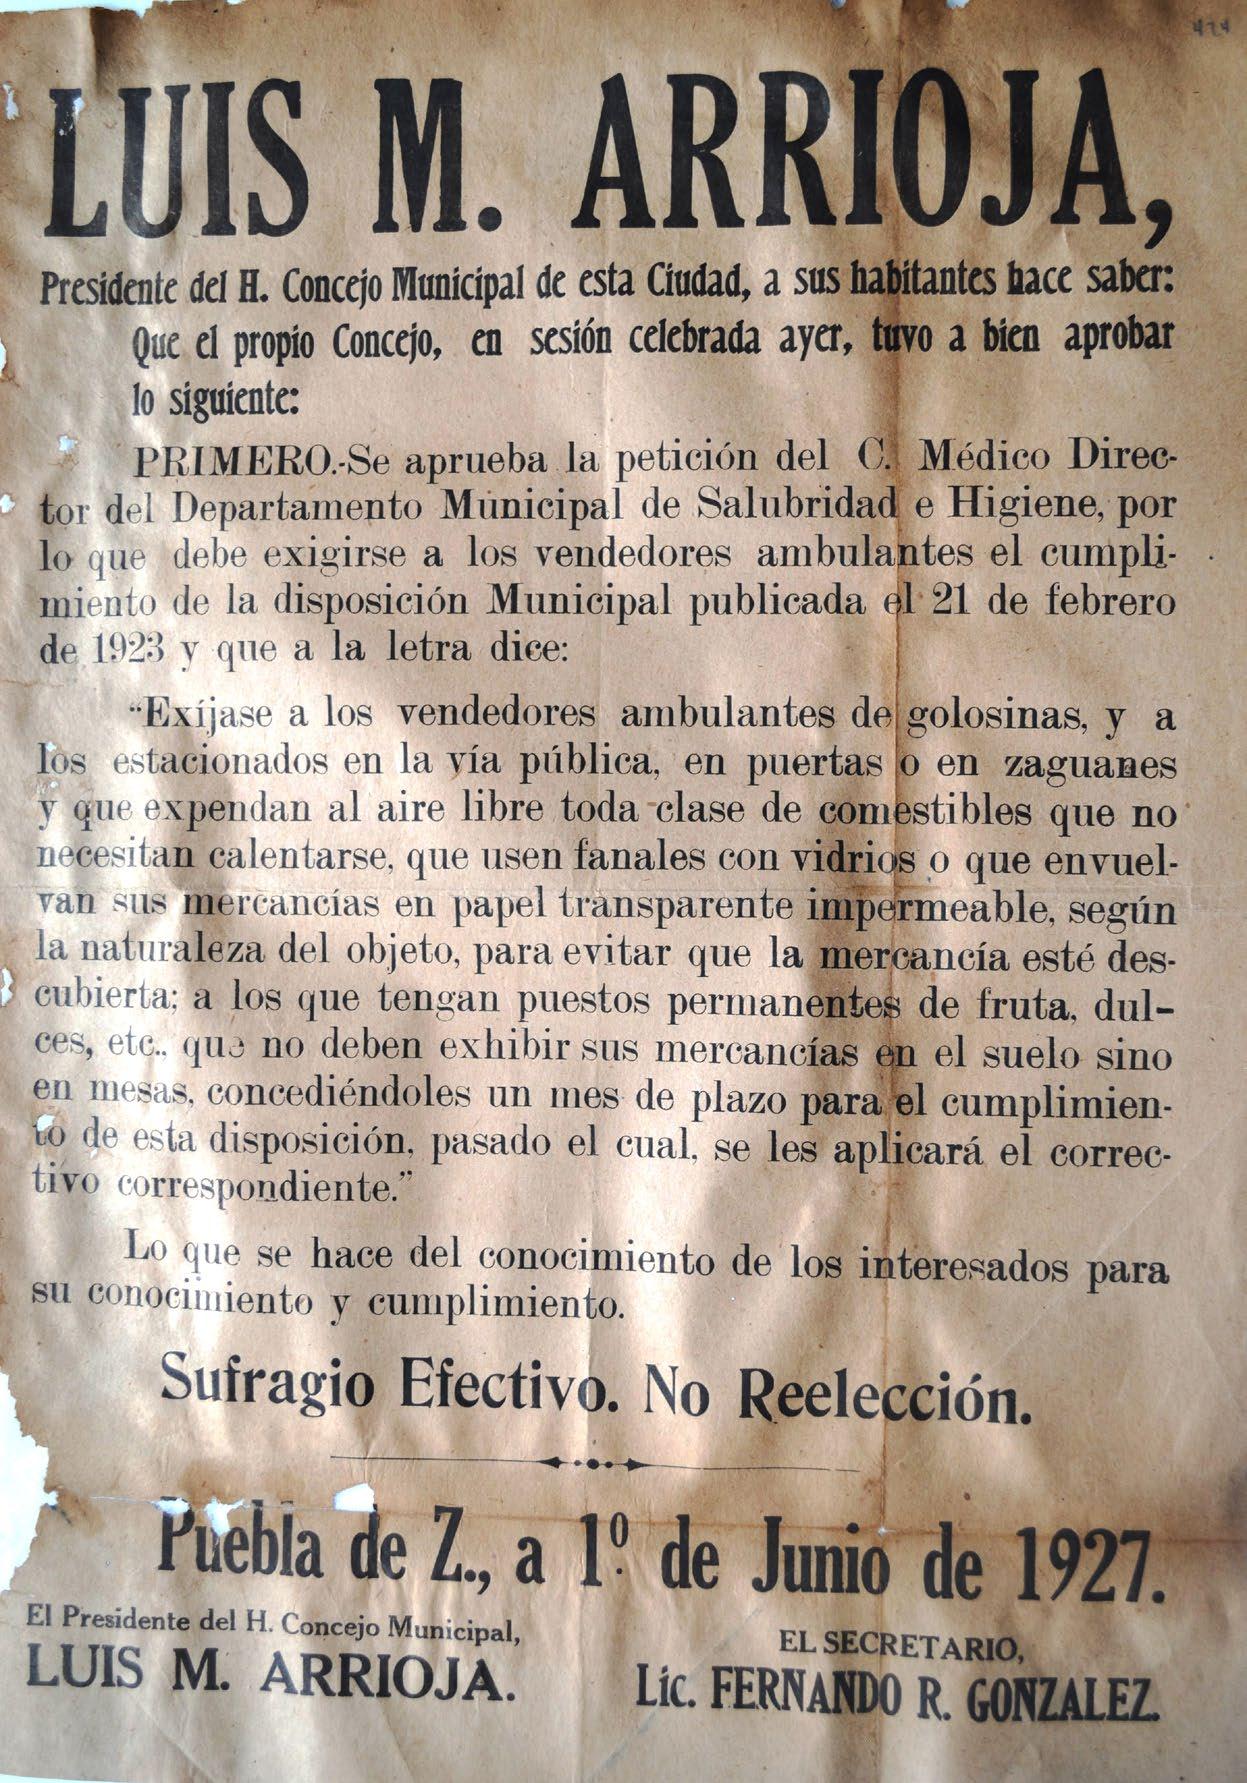 424
LUIS M. ARRIOJA,
Presidente del H. Concejo Municipal de esta Ciudad, a sus habitantes hace saber:
Que el propio Concejo, en sesión celebrada ayer, tuvo a bien aprobar
lo siguiente:
PRIMERO.-Se aprueba la petición del C. Médico Direc-
tor del Departamento Municipal de Salubridad e Higiene, por
lo que debe exigirse a los vendedores ambulantes el cumpli-
miento de la disposición Municipal publicada el 21 de febrero
de 1923 y que a la letra dice:
"Exíjase a los vendedores ambulantes de golosinas, y a
los estacionados en la vía pública, en puertas o en zaguanes
y que expendan al aire libre toda clase de comestibles que no
necesitan calentarse, que usen fanales con vidrios o que envuel-
van sus mercancías en papel transparente impermeable, según
la naturaleza del objeto, para evitar que la mercancía esté des-
cubierta; a los que tengan puestos permanentes de fruta, dul-
ces, etc., que no deben exhibir sus mercancías en el suelo sino
en mesas, concediéndoles un mes de plazo para el cumplimien-
to de esta disposición, pasado el cual, se les aplicará el correc-
tivo correspondiente."
Lo que se hace del conocimiento de los interesados para
su conocimiento y cumplimiento.
Sufragio Efectivo. No Reelección.
Puebla de Z., a 1º. de Junio de 1927.
El Presidente del H. Concejo Municipal,
LUIS M. ARRIOJA.
EL SECRETARIO,
Lic. FERNANDO R. GONZALEZ.